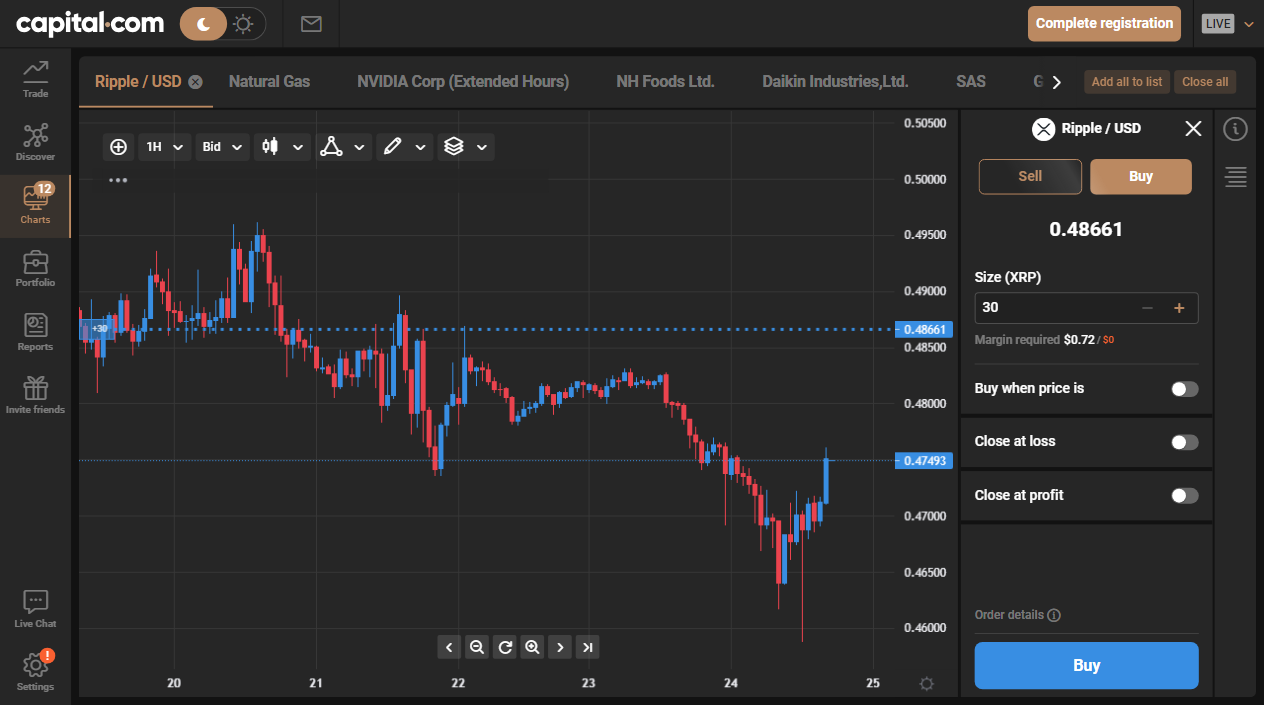 capital.com
Complete registration
LIVE
Trade
Discover
12
Charts
Portfolio
Reports
Invite friends
Live Chat
!
Settings
Ripple / USD
Natural Gas
NVIDIA Corp (Extended Hours)
NH Foods Ltd.
Daikin Industries,Ltd.
SAS
G
Add all to list
Close all
1H
Bid
+30
0.50500
0.50000
0.49500
0.49000
0.48661
0.48500
0.48000
0.47493
0.47000
0.46500
0.46000
20
21
22
23
24
25
Ripple / USD
Sell
Buy
0.48661
Size (XRP)
30
Margin required $0.72 / $0
Buy when price is
Close at loss
Close at profit
Order details
Buy